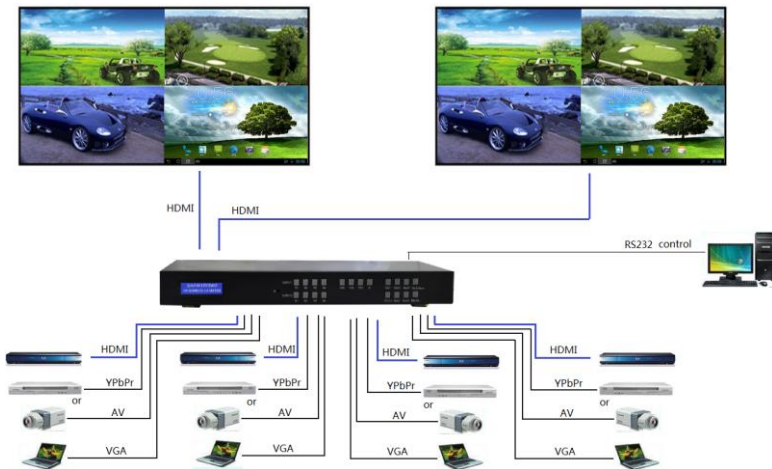 HDMI
HDMI
RS232 control
HDMI
HDMI
HDMI
HDMI
YPbPr
YPbPr
YPbPr
YPbPr
or
or
or
or
AV
AV
AV
AV
VGA
VGA
VGA
VGA